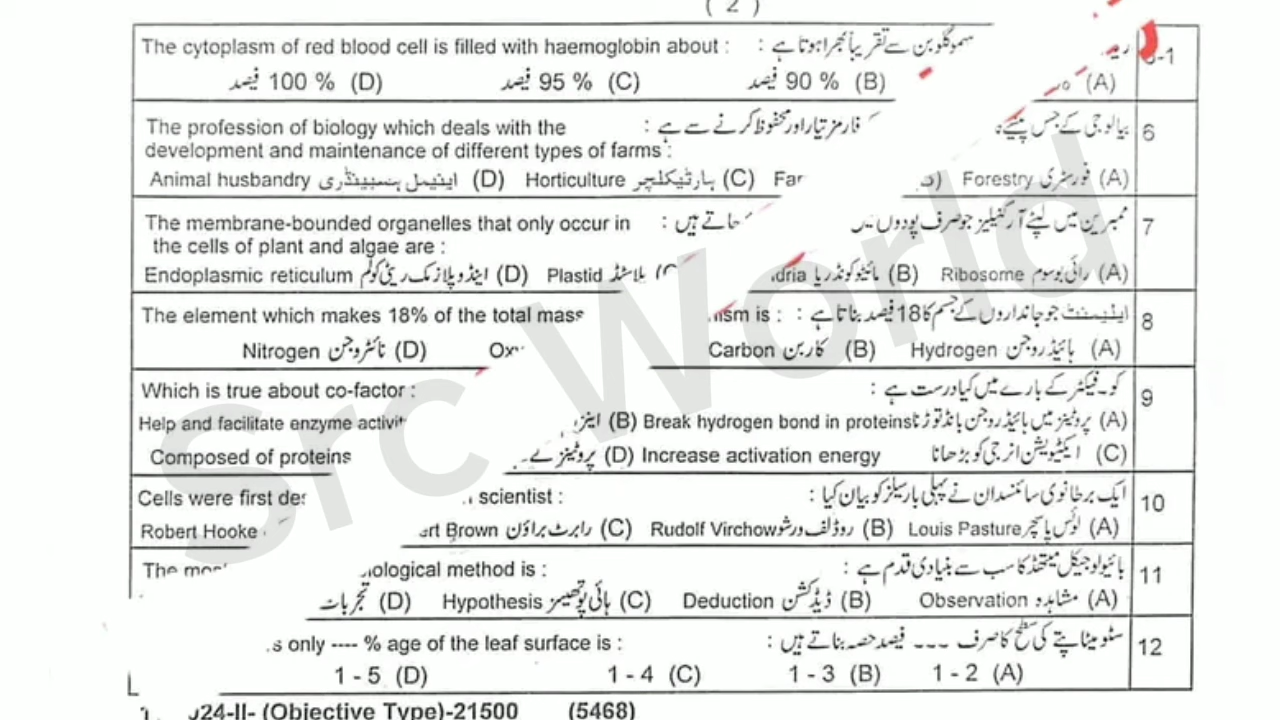 ( 2 )
The cytoplasm of red blood cell is filled with haemoglobin about : ہیموگلوبن سے تقریباً بھرا ہوتا ہے : -1
(A) % (B) 90 % فیصد (C) 95 % فیصد (D) 100 % فیصد
The profession of biology which deals with the بیالوجی کے جس پیشے فارمز تیار اور محفوظ کرنے سے ہے : 6
development and maintenance of different types of farms :
Animal husbandry اینیمل ہسبینڈری (D) Horticulture ہارٹیکلچر (C) Forestry فورسٹری (A)
The membrane-bounded organelles that only occur in ممبرین میں لپٹے آرگنیلیز جو صرف پودوں جاتے ہیں : 7
the cells of plant and algae are :
Endoplasmic reticulum اینڈوپلازمک ریٹی کولم (D) Plastid پلاسٹڈ مائیٹوکونڈریا (B) Ribosome رائبوسوم (A)
The element which makes 18% of the total mass is : ایلیمنٹ جو جانداروں کے جسم کا 18 فیصد بناتا ہے : 8
Nitrogen نائٹروجن (D) Carbon کاربن (B) Hydrogen ہائیڈروجن (A)
Which is true about co-factor : کو۔فیکٹر کے بارے میں کیا درست ہے : 9
Help and facilitate enzyme (B) Break hydrogen bond in proteins پروٹینز میں ہائیڈروجن بانڈ توڑنا (A)
Composed of proteins (D) Increase activation energy ایکٹیویشن انرجی کو بڑھانا (C)
Cells were first scientist : ایک برطانوی سائنسدان نے پہلی بار سیلز کو بیان کیا : 10
Robert Hooke Brown رابرٹ براؤن (C) Rudolf Virchow روڈلف ورشو (B) Louis Pasture لوئس پاسچر (A)
The method is : بائیولوجیکل میتھڈ کا سب سے بنیادی قدم ہے : 11
تجربات (D) Hypothesis ہائی پوتھیسز (C) Deduction ڈیڈکشن (B) Observation مشاہدہ (A)
only ---- % age of the leaf surface is : سٹومیٹا پتے کی سطح کا صرف ---- فیصد حصہ بناتے ہیں : 12
1 - 5 (D) 1 - 4 (C) 1 - 3 (B) 1 - 2 (A)
24-II- (Objective Type)-21500 (5468)
Src World